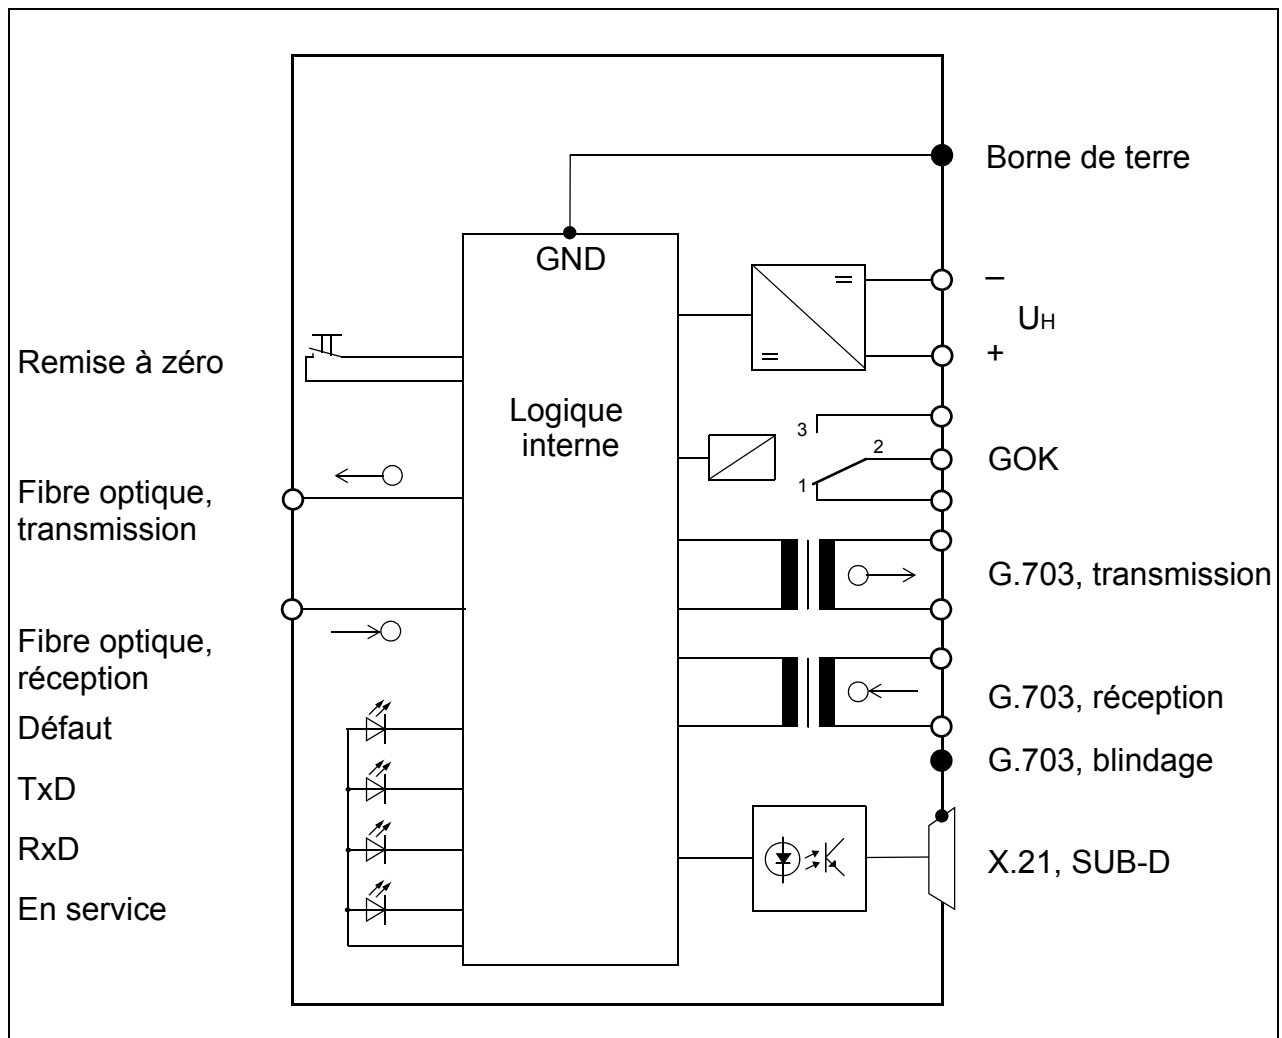 Borne de terre
GND
–
UH
+
Remise à zéro
Logique
interne
3
2
1
GOK
Fibre optique,
transmission
G.703, transmission
Fibre optique,
réception
G.703, réception
Défaut
G.703, blindage
TxD
RxD
X.21, SUB-D
En service